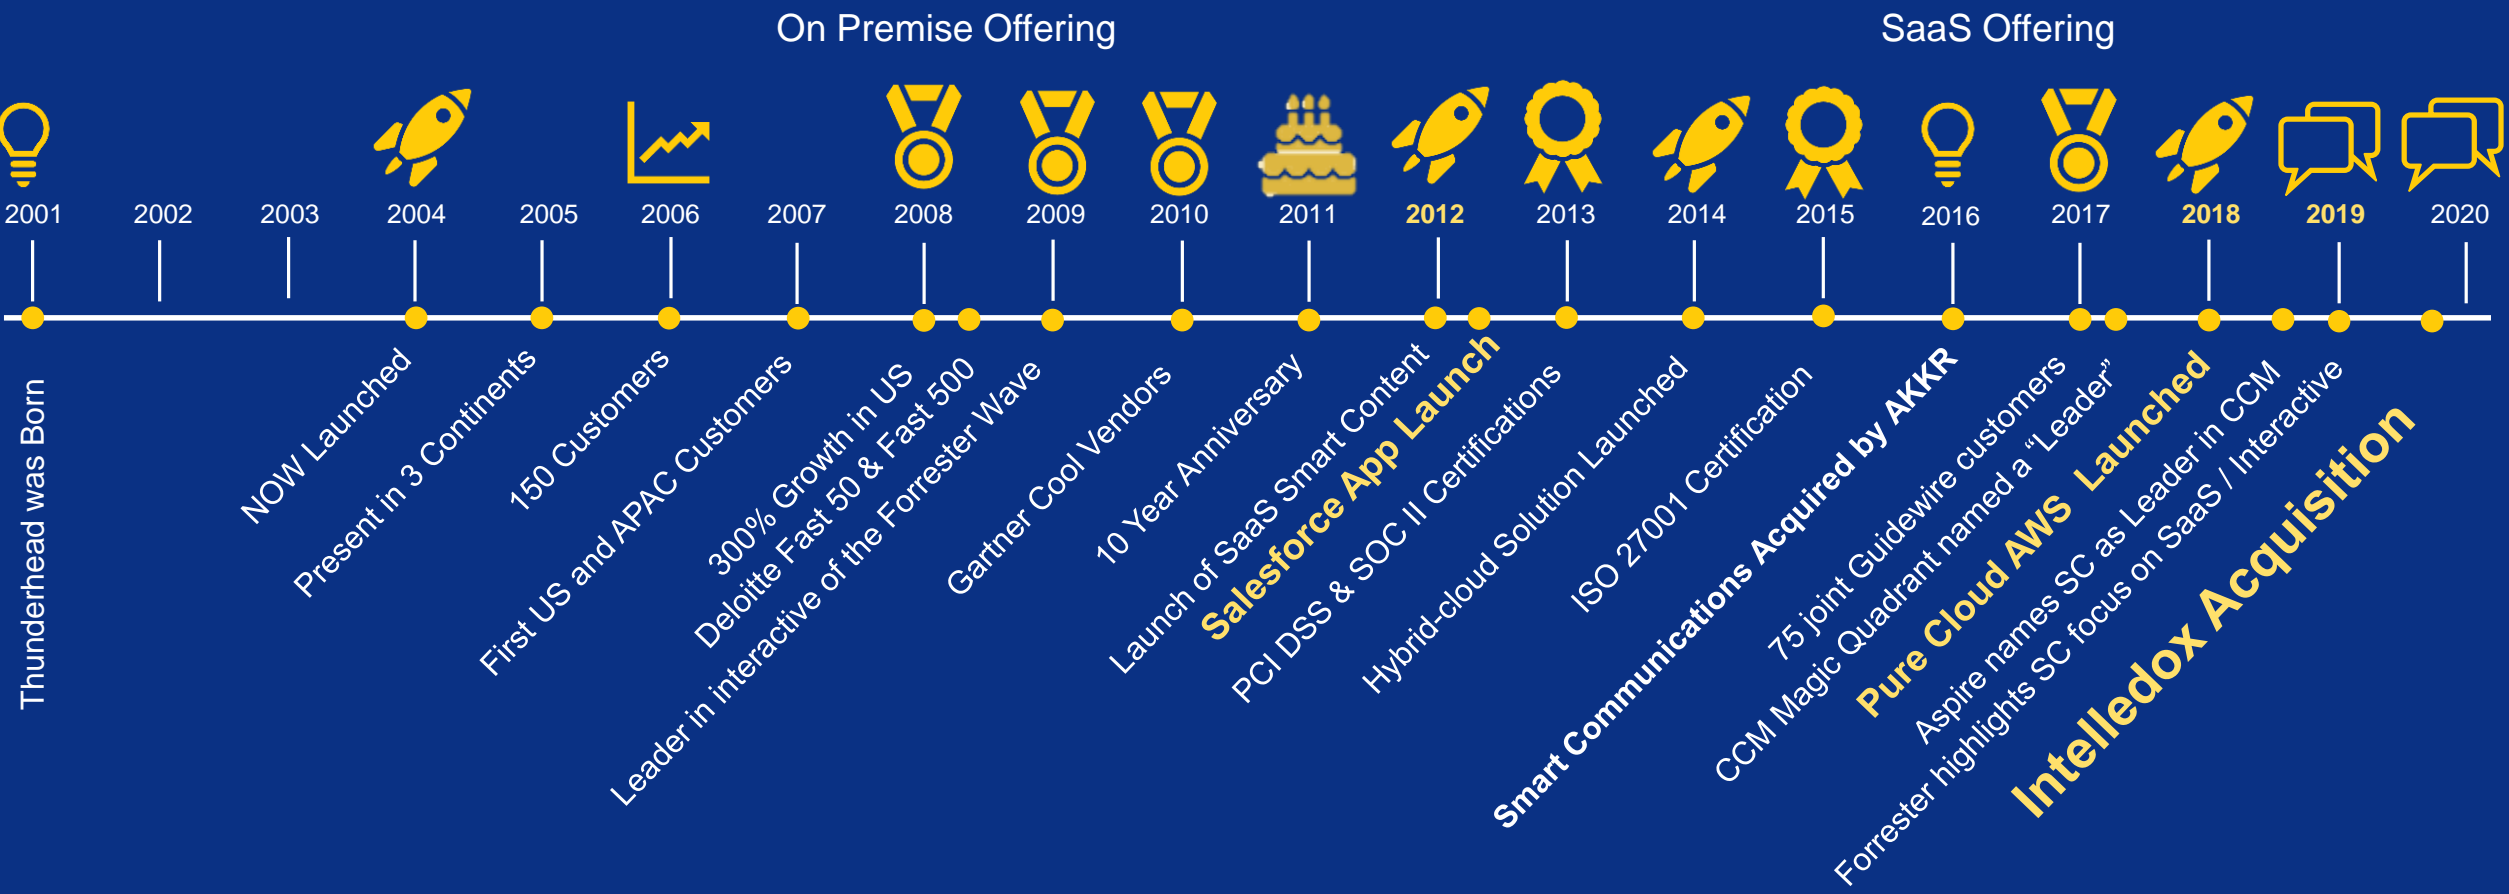 On Premise Offering
SaaS Offering
2001
2002
2003
2004
2005
2006
2007
2008
2009
2010
2011
2012
2013
2014
2015
2016
2017
2018
2019
2020
Thunderhead was Born
NOW Launched
Present in 3 Continents
150 Customers
First US and APAC Customers
300% Growth in US
Deloitte Fast 50 & Fast 500
Leader in interactive of the Forrester Wave
Gartner Cool Vendors
10 Year Anniversary
Launch of SaaS Smart Content
Salesforce App Launch
PCI DSS & SOC II Certifications
Hybrid-cloud Solution Launched
ISO 27001 Certification
Smart Communications Acquired by AKKR
75 joint Guidewire customers
CCM Magic Quadrant named a “Leader”
Pure Cloud AWS Launched
Aspire names SC as Leader in CCM
Forrester highlights SC focus on SaaS / Interactive
Intelledox Acquisition